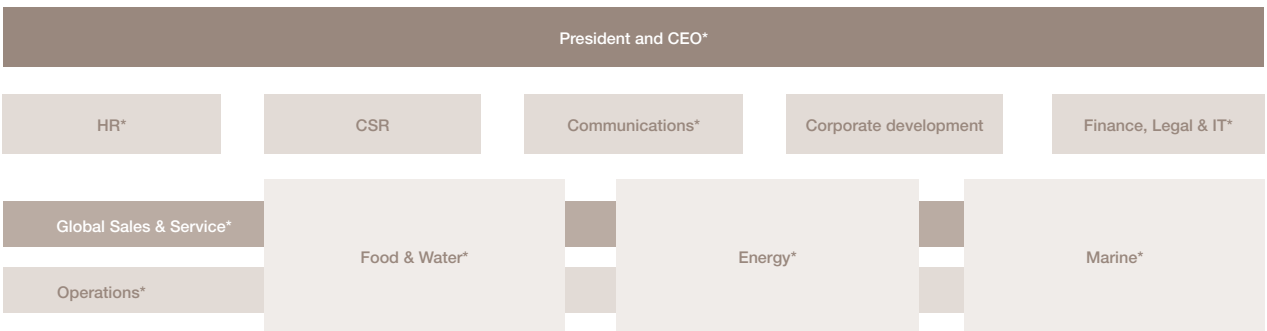 President and CEO*
HR*
CSR
Communications*
Corporate development
Finance, Legal & IT*
Global Sales & Service*
Food & Water*
Energy*
Marine*
Operations*